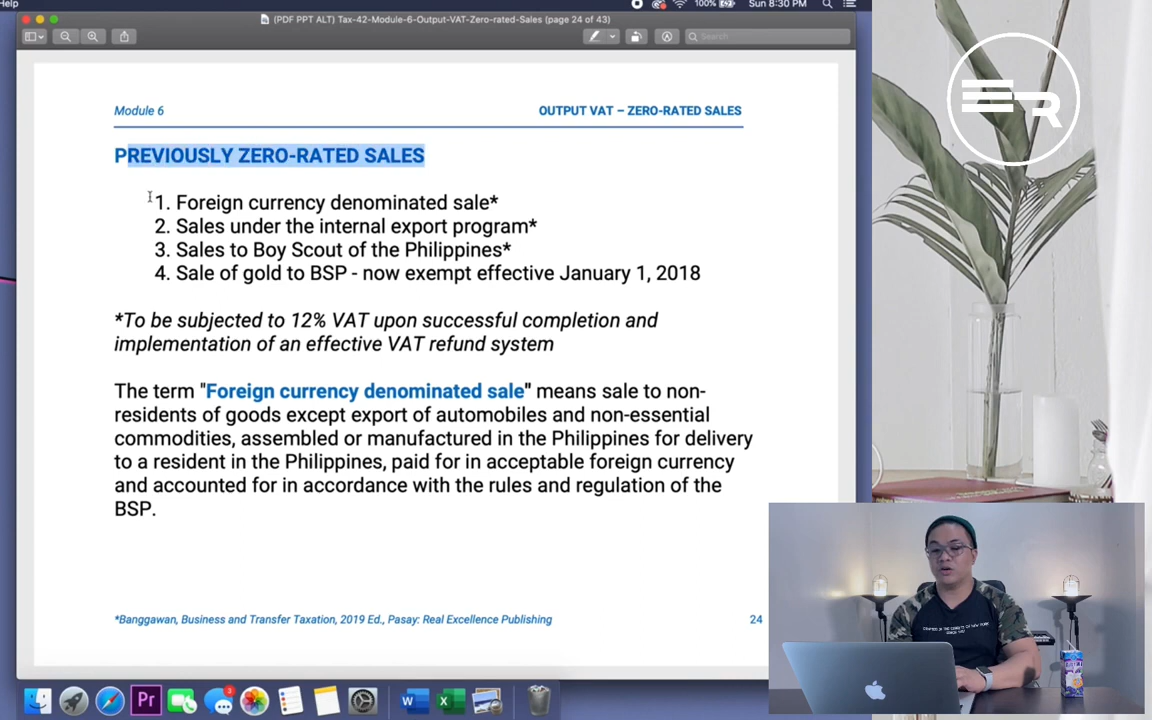 Help
100%
Sun 8:30 PM
(PDF PPT ALT) Tax-42-Module-6-Output-VAT-Zero-rated-Sales (page 24 of 43)
Search
Module 6
OUTPUT VAT – ZERO-RATED SALES
PREVIOUSLY ZERO-RATED SALES
1. Foreign currency denominated sale*
2. Sales under the internal export program*
3. Sales to Boy Scout of the Philippines*
4. Sale of gold to BSP - now exempt effective January 1, 2018
*To be subjected to 12% VAT upon successful completion and
implementation of an effective VAT refund system
The term "Foreign currency denominated sale" means sale to non-
residents of goods except export of automobiles and non-essential
commodities, assembled or manufactured in the Philippines for delivery
to a resident in the Philippines, paid for in acceptable foreign currency
and accounted for in accordance with the rules and regulation of the
BSP.
*Banggawan, Business and Transfer Taxation, 2019 Ed., Pasay: Real Excellence Publishing
24
ER
Pr
3
W
X